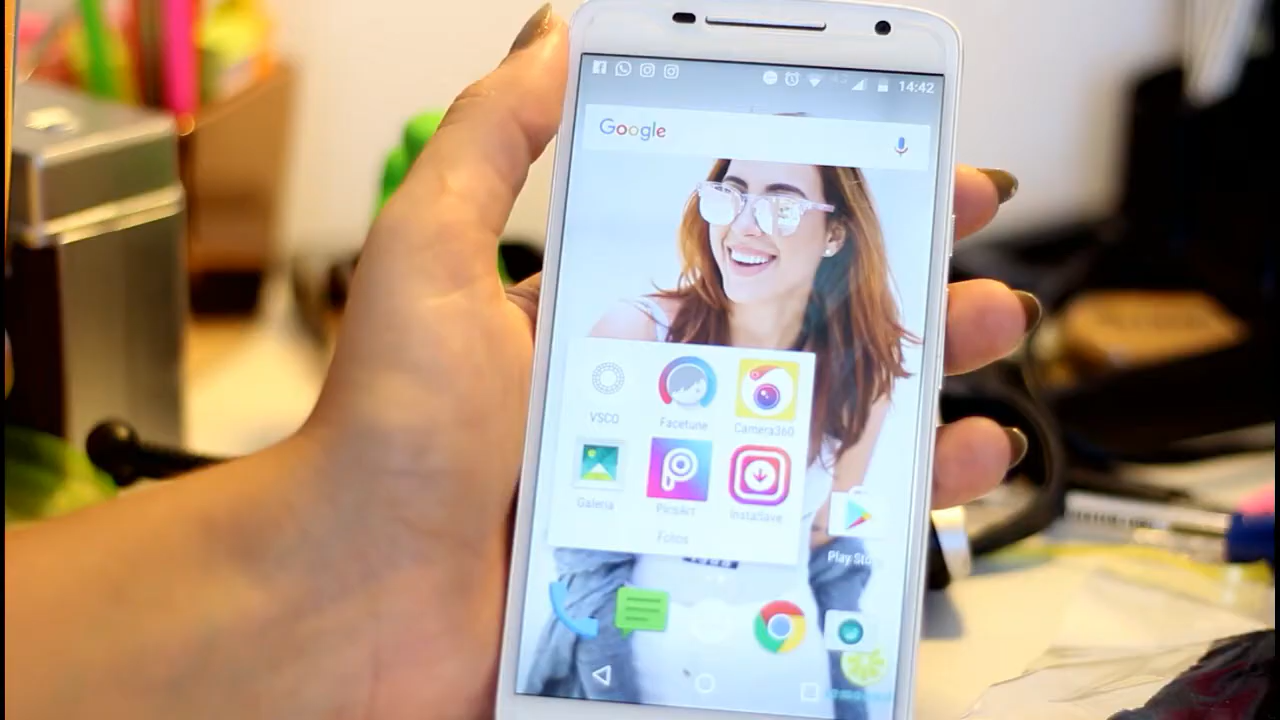 14:42
Google
VSCO
Facetune
Camera360
Galeria
PicsArt
InstaSave
Fotos
Play Sto